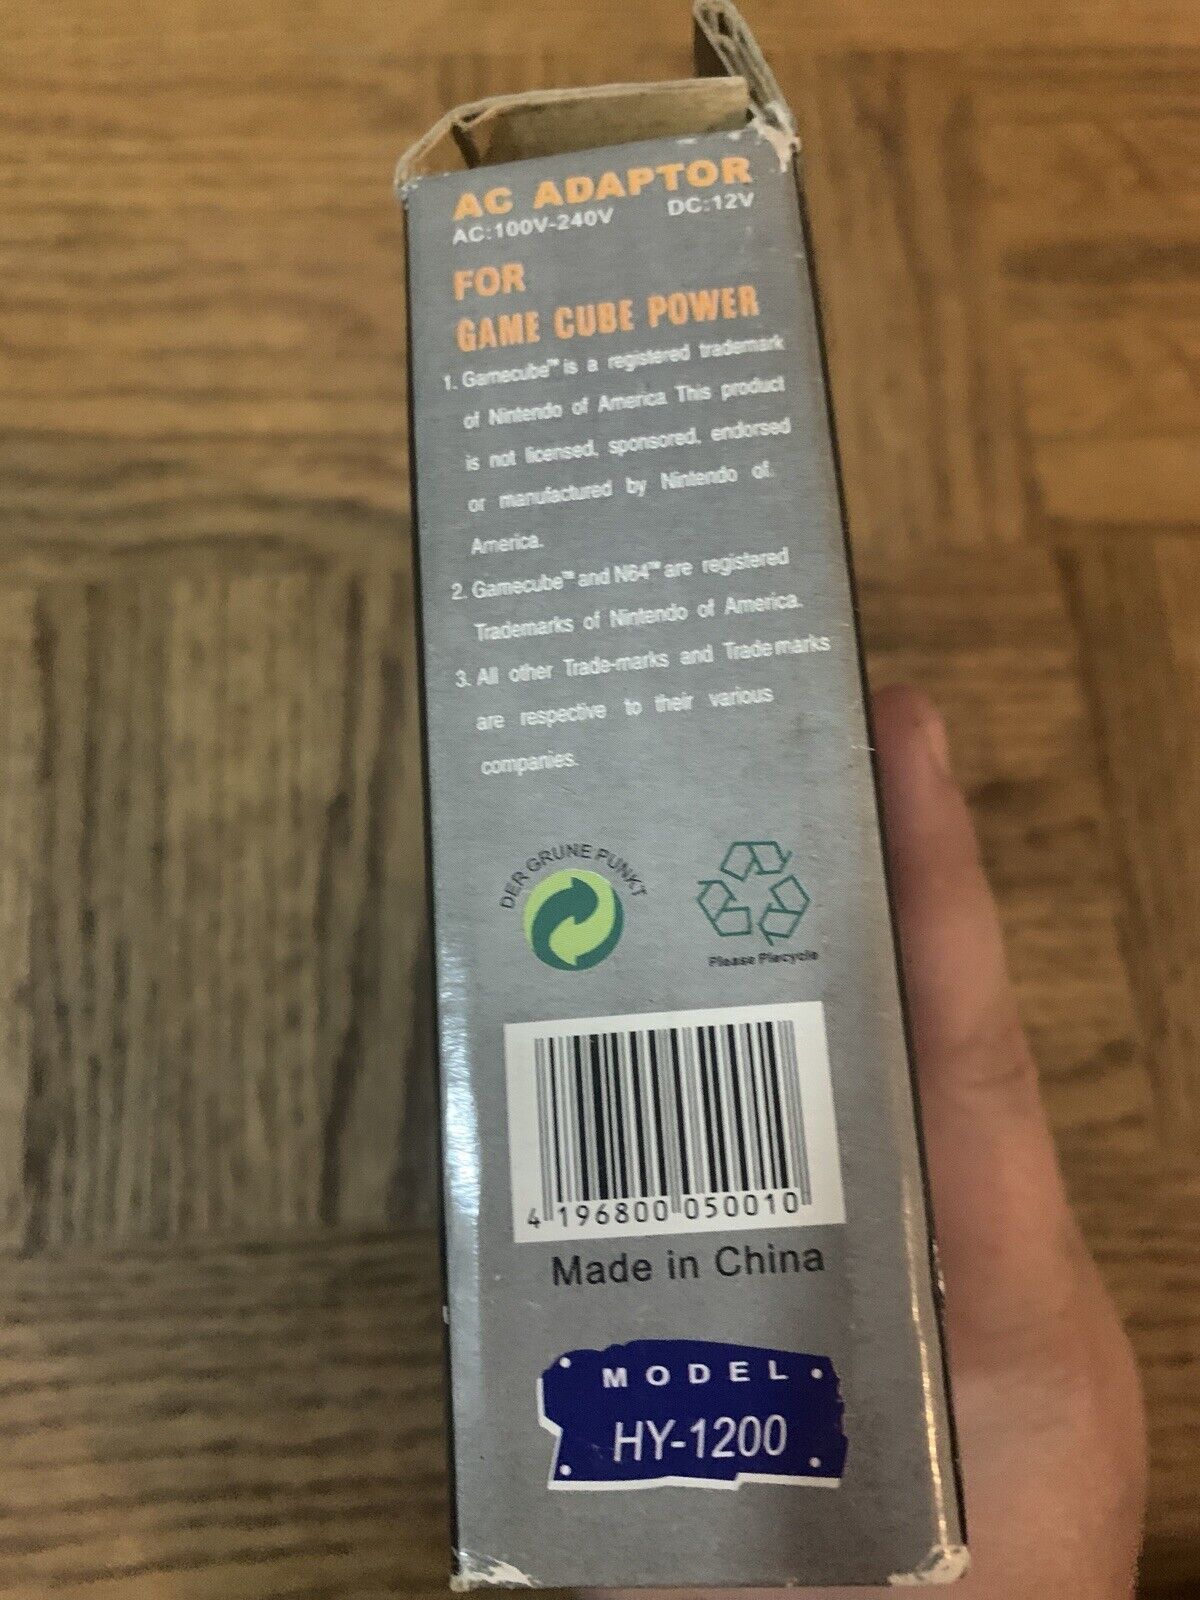 AC ADAPTOR
AC:100V-240V DC:12V
FOR
GAME CUBE POWER
1. Gamecube™ is a registered trademark
of Nintendo of America This product
is not licensed, sponsored, endorsed
or manufactured by Nintendo of.
America.
2. Gamecube™ and N64™ are registered
Trademarks of Nintendo of America.
3. All other Trade-marks and Trade marks
are respective to their various
companies.
DER GRUNE PUNKT
Please Plecycle
4 196800 050010
Made in China
MODEL
HY-1200